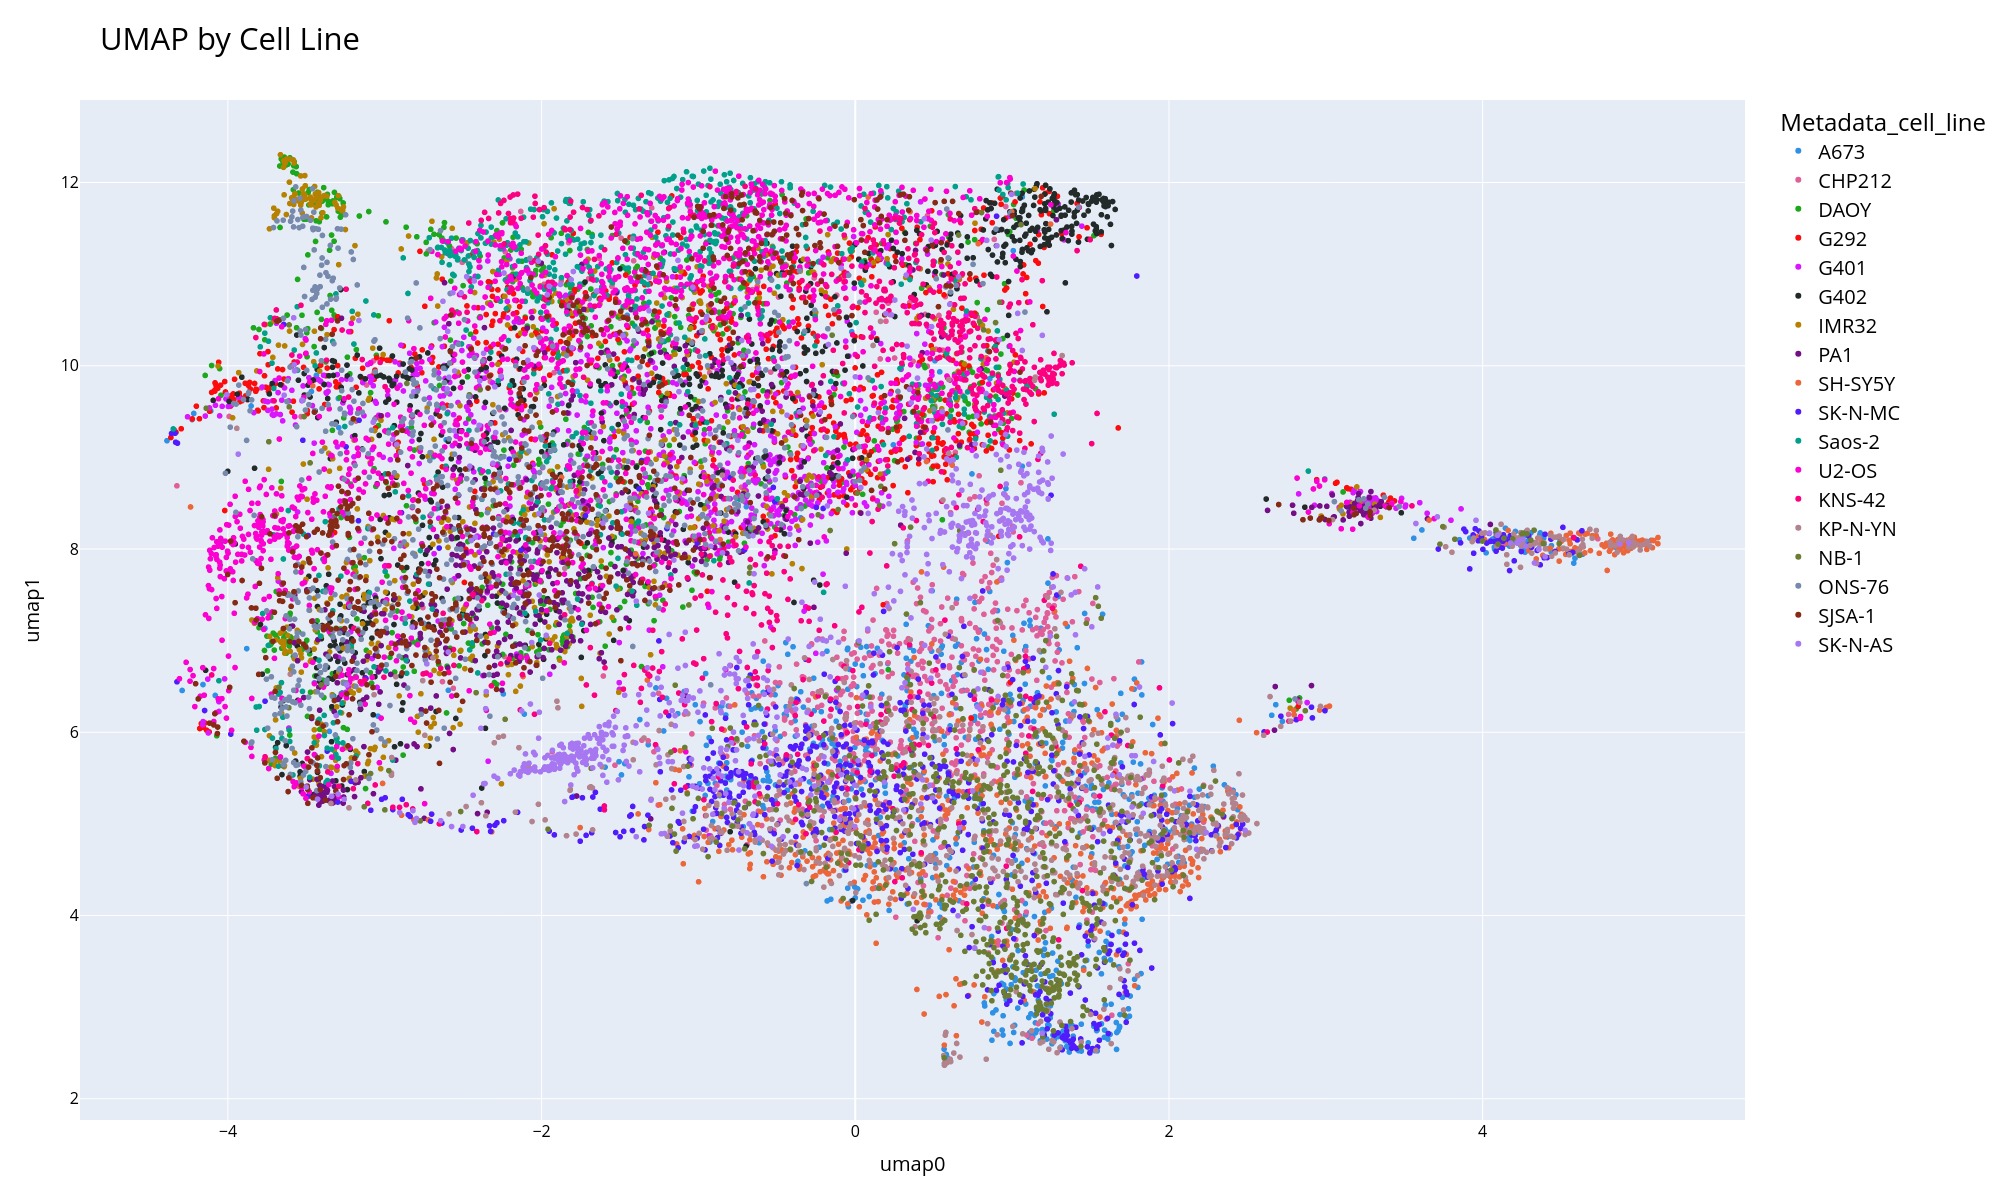 UMAP by Cell Line
Metadata_cell_line
A673
CHP212
DAOY
G292
G401
G402
IMR32
PA1
SH-SY5Y
SK-N-MC
Saos-2
U2-OS
KNS-42
KP-N-YN
NB-1
ONS-76
SJSA-1
SK-N-AS
umap1
12
10
8
6
4
2
−4
−2
0
2
4
umap0